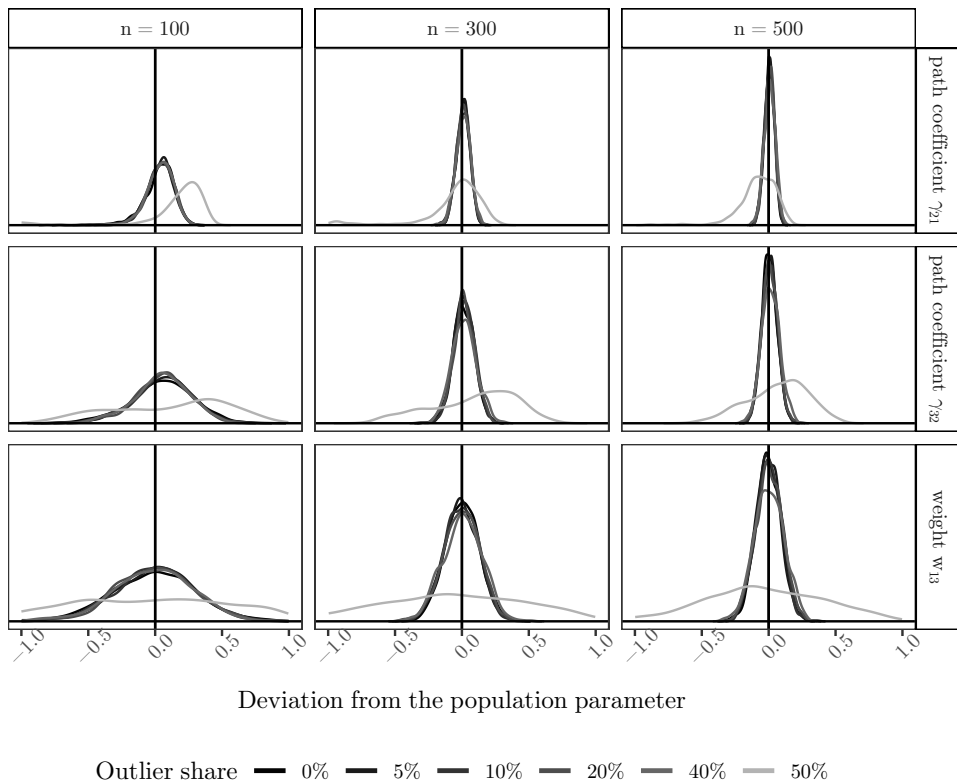 n = 100
n = 300
n = 500
path coefficient γ21
path coefficient γ32
weight w13
−1.0
−0.5
0.0
0.5
1.0
−1.0
−0.5
0.0
0.5
1.0
−1.0
−0.5
0.0
0.5
1.0
Deviation from the population parameter
Outlier share 0% 5% 10% 20% 40% 50%